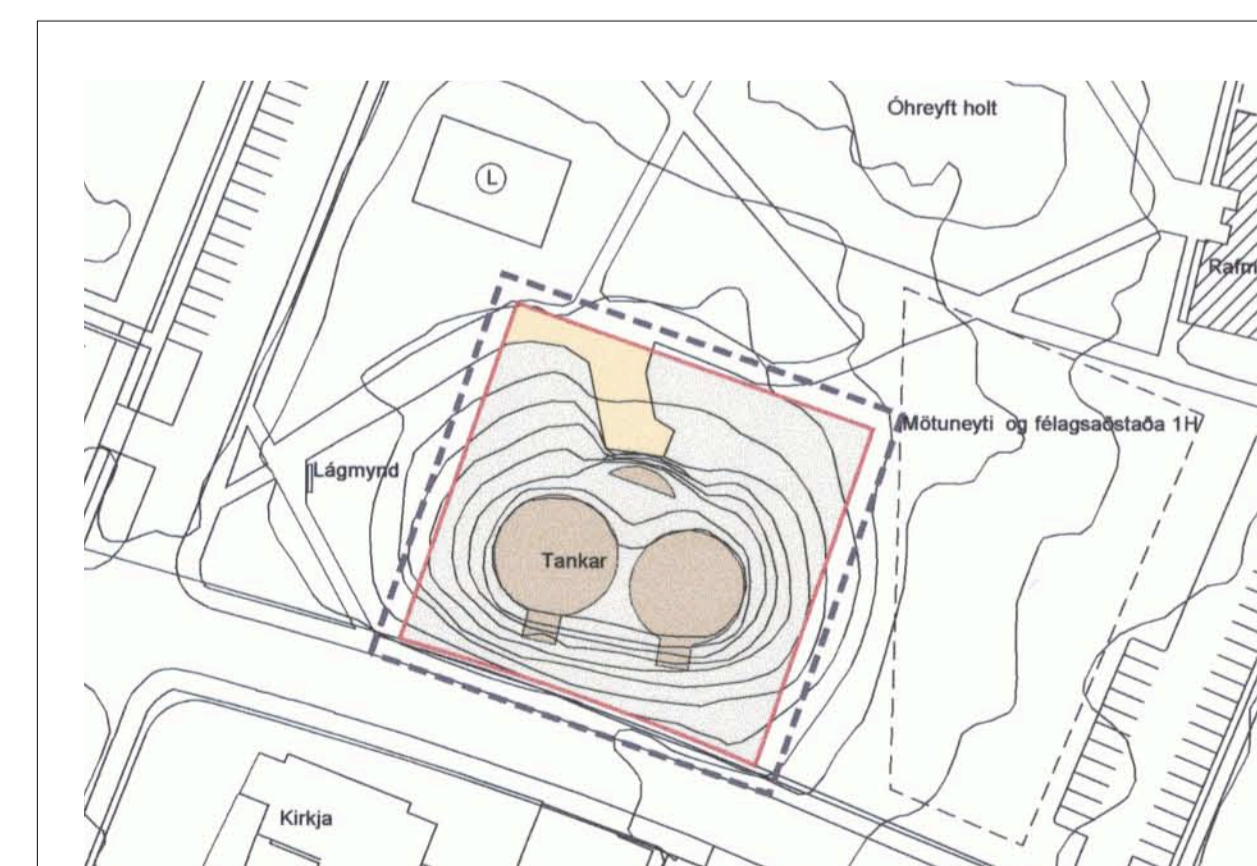 Óhreyft holt
L
Mötuneyti og félagsaðstaða 1H
Lágmynd
Tankar
Kirkja